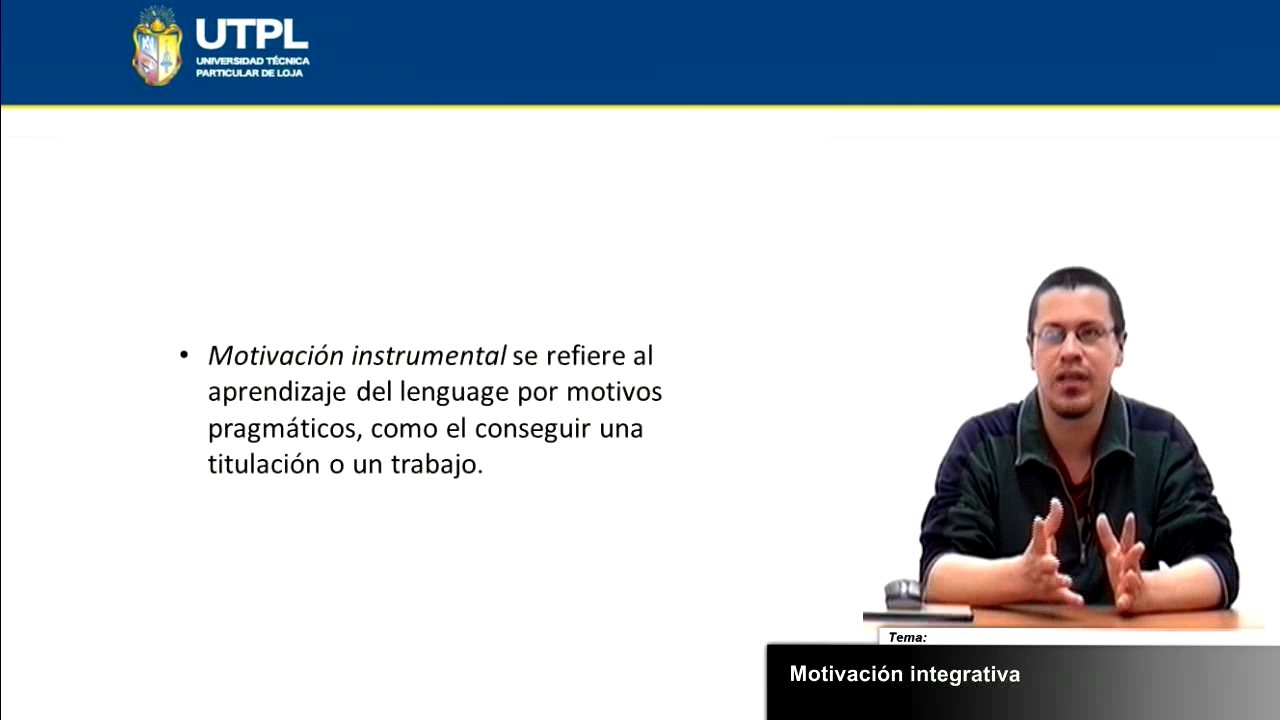 UTPL
UNIVERSIDAD TÉCNICA
PARTICULAR DE LOJA
• Motivación instrumental se refiere al
aprendizaje del lenguage por motivos
pragmáticos, como el conseguir una
titulación o un trabajo.
Tema:
Motivación integrativa